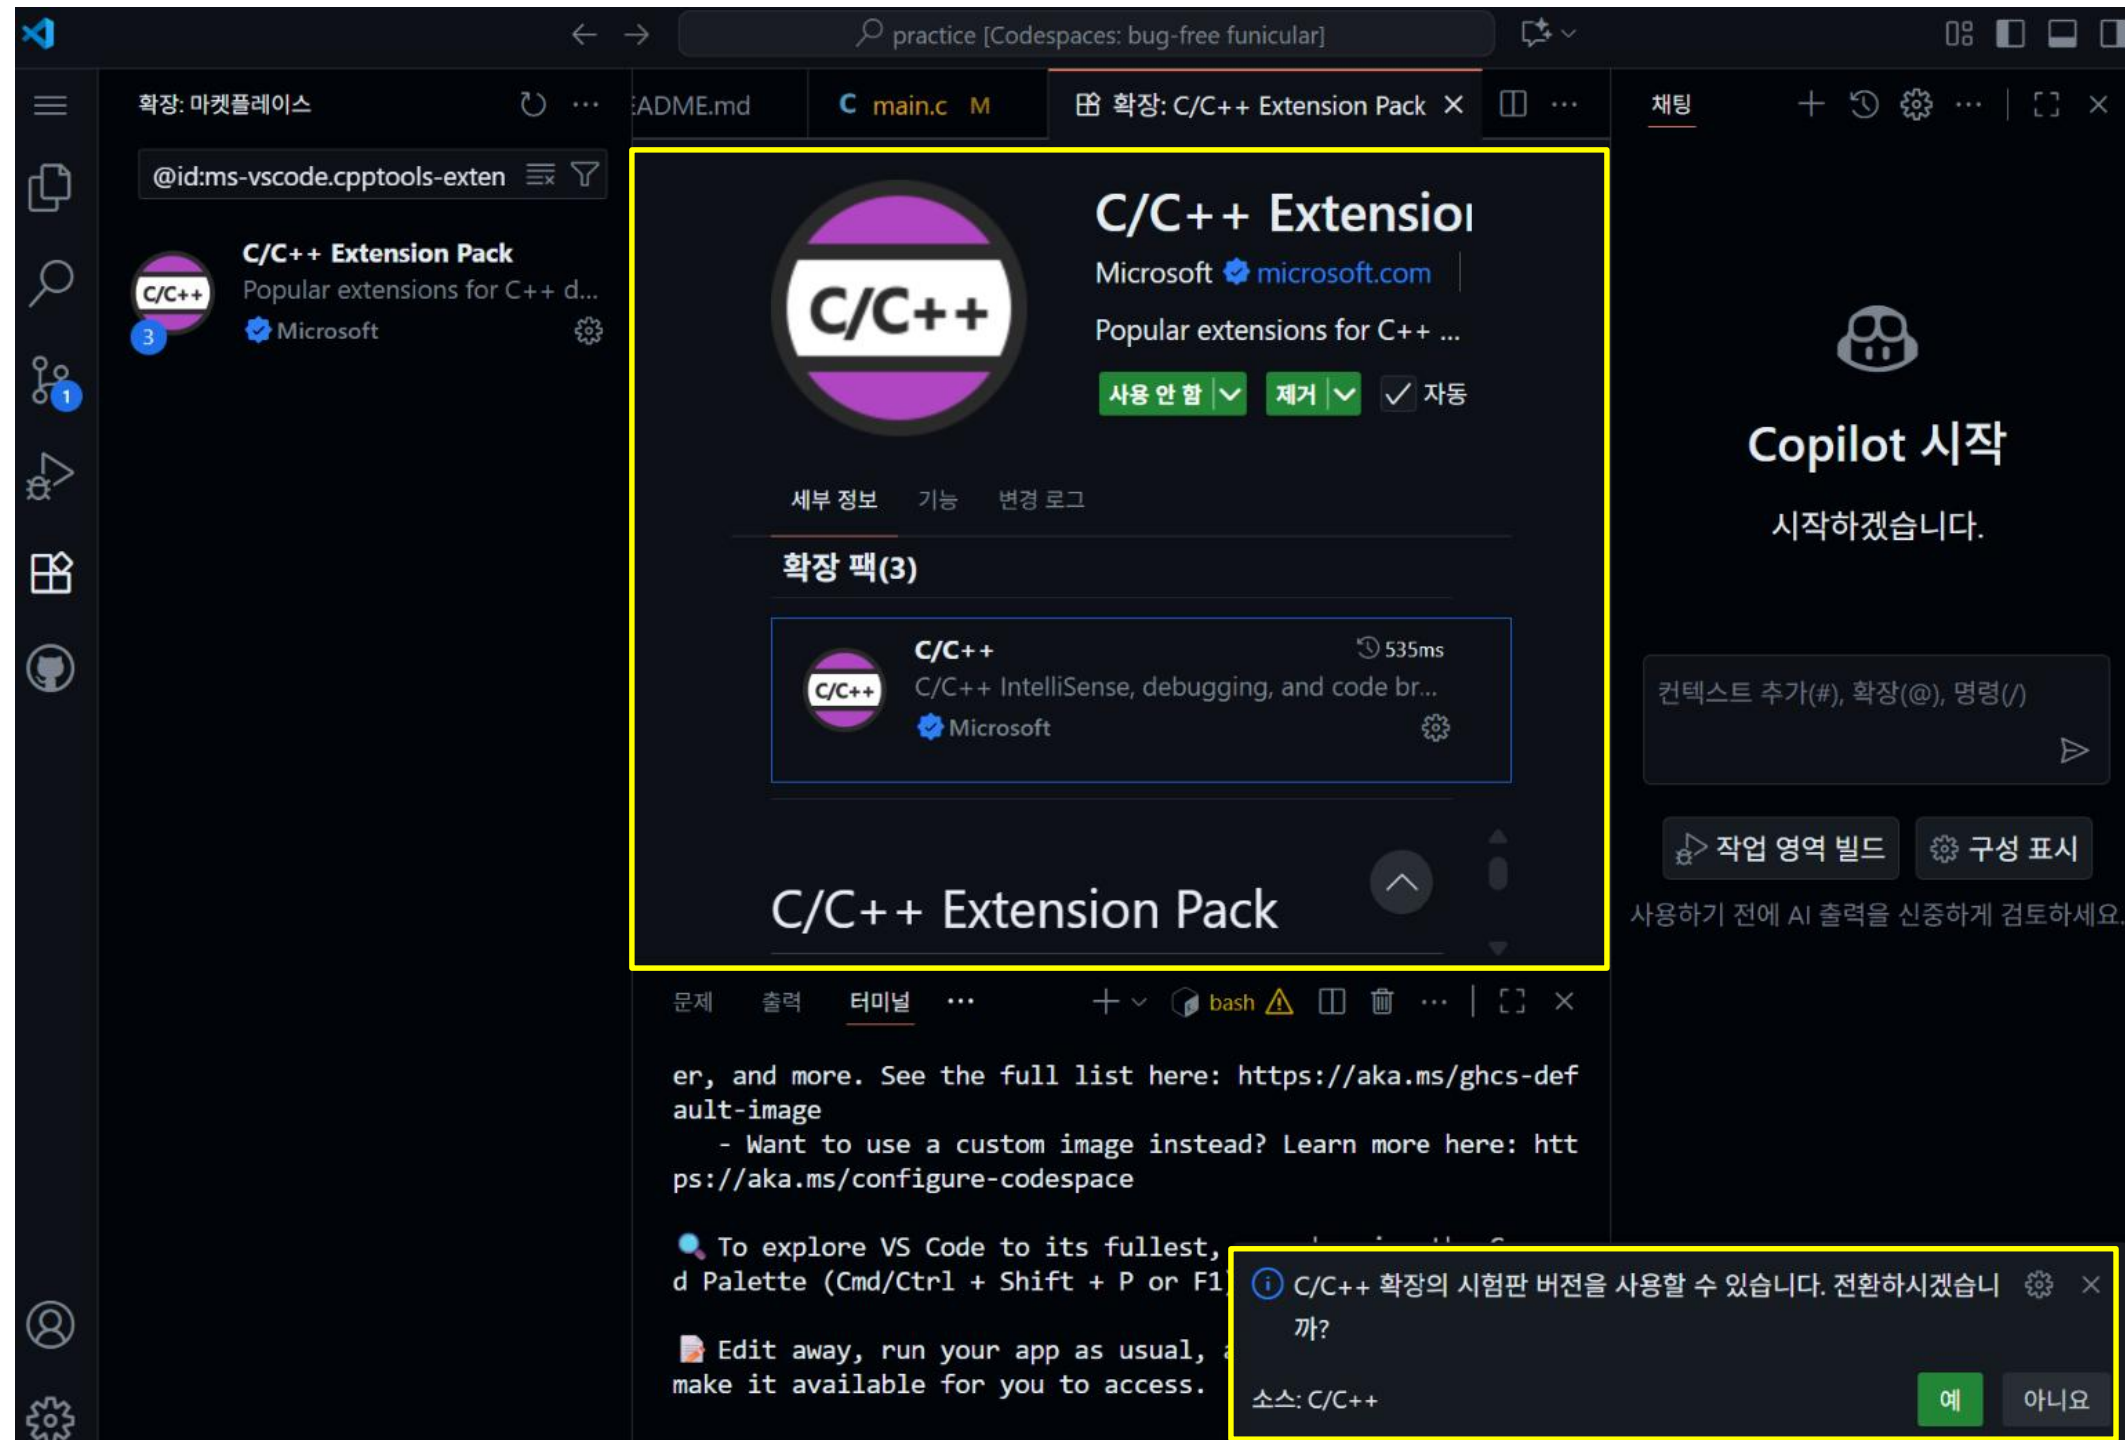 practice [Codespaces: bug-free funicular]
확장: 마켓플레이스
@id:ms-vscode.cpptools-exten
C/C++
3
C/C++ Extension Pack
Popular extensions for C++ d...
Microsoft
1
README.md
C main.c M
확장: C/C++ Extension Pack
C/C++
C/C++ Extension
Microsoft microsoft.com
Popular extensions for C++ ...
사용 안 함
제거
자동
세부 정보 기능 변경 로그
확장 팩(3)
C/C++
C/C++ 535ms
C/C++ IntelliSense, debugging, and code br...
Microsoft
C/C++ Extension Pack
문제 출력 터미널 ... bash
er, and more. See the full list here: https://aka.ms/ghcs-def
ault-image
- Want to use a custom image instead? Learn more here: htt
ps://aka.ms/configure-codespace
To explore VS Code to its fullest,
d Palette (Cmd/Ctrl + Shift + P or F1)
Edit away, run your app as usual,
make it available for you to access.
채팅
Copilot 시작
시작하겠습니다.
컨텍스트 추가(#), 확장(@), 명령(/)
작업 영역 빌드
구성 표시
사용하기 전에 AI 출력을 신중하게 검토하세요.
C/C++ 확장의 시험판 버전을 사용할 수 있습니다. 전환하시겠습니
까?
소스: C/C++
예
아니요